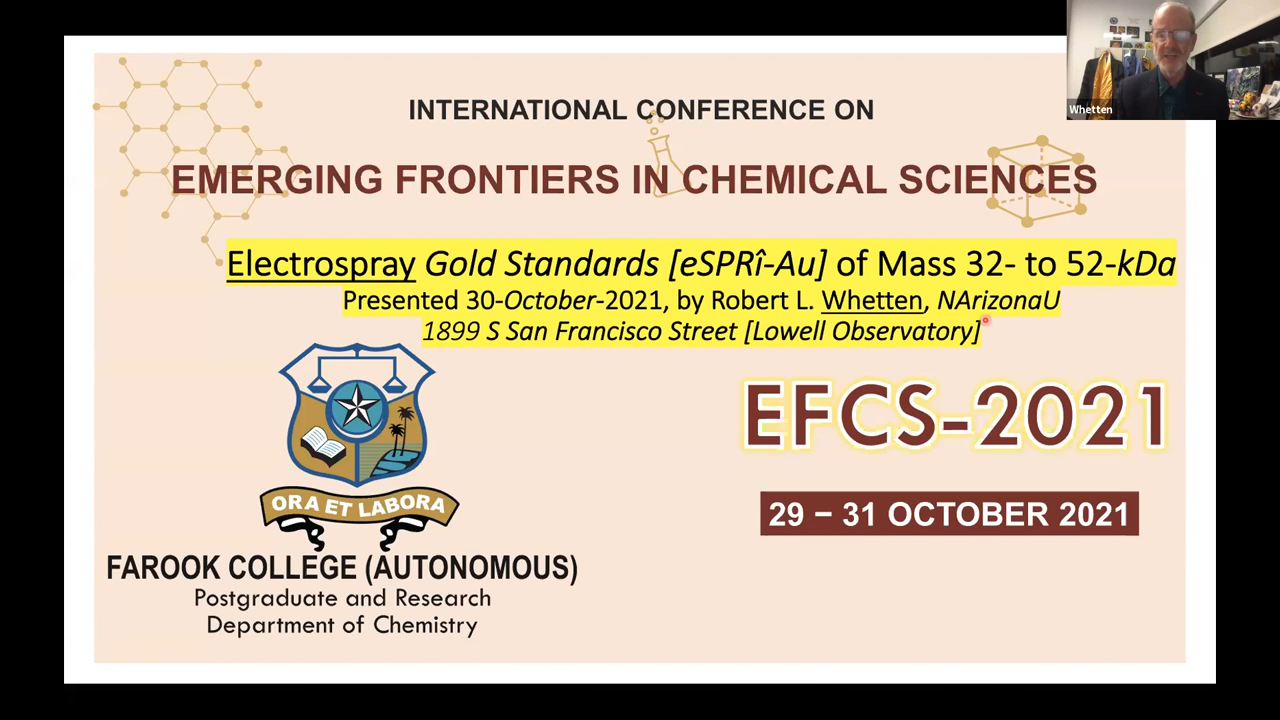 INTERNATIONAL CONFERENCE ON
EMERGING FRONTIERS IN CHEMICAL SCIENCES
Electrospray Gold Standards [eSPRî-Au] of Mass 32- to 52-kDa
Presented 30-October-2021, by Robert L. Whetten, NArizonaU
1899 S San Francisco Street [Lowell Observatory]
EFCS-2021
29 – 31 OCTOBER 2021
ORA ET LABORA
FAROOK COLLEGE (AUTONOMOUS)
Postgraduate and Research
Department of Chemistry
Whetten